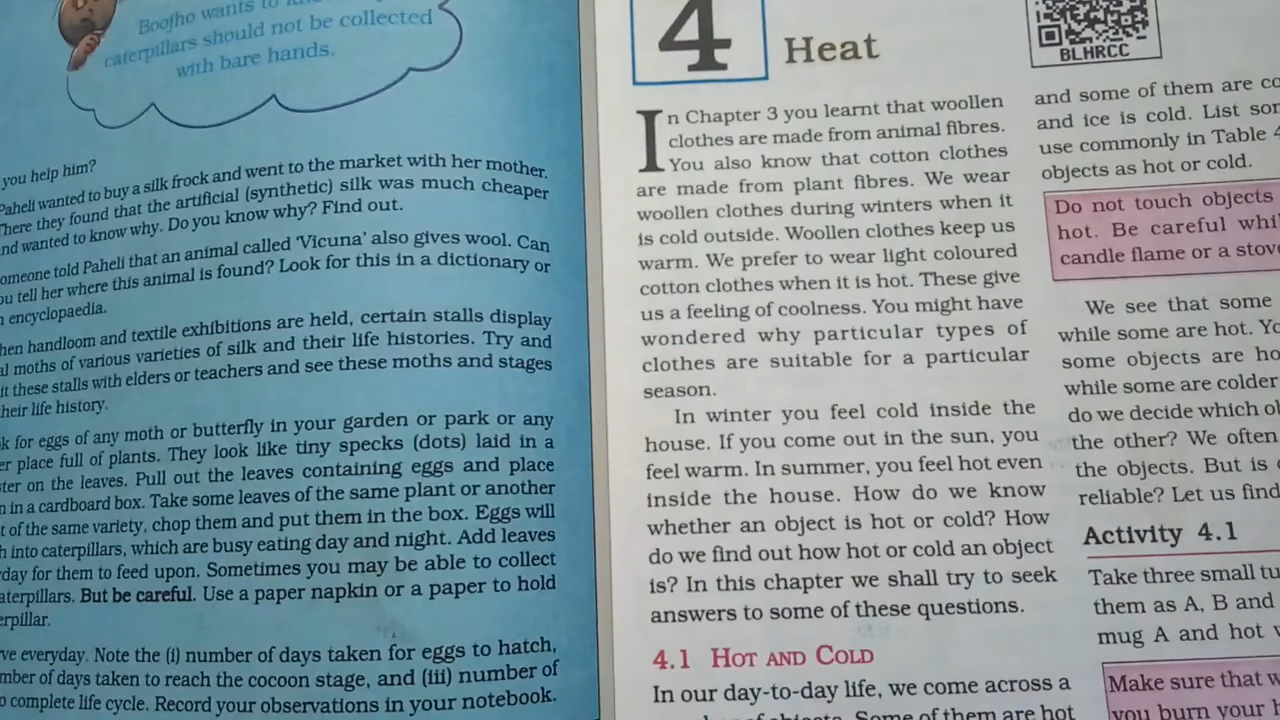 Boojho wants to
caterpillars should not be collected
with bare hands.
you help him?
Paheli wanted to buy a silk frock and went to the market with her mother.
There they found that the artificial (synthetic) silk was much cheaper
and wanted to know why. Do you know why? Find out.
omeone told Paheli that an animal called 'Vicuna' also gives wool. Can
ou tell her where this animal is found? Look for this in a dictionary or
encyclopaedia.
hen handloom and textile exhibitions are held, certain stalls display
al moths of various varieties of silk and their life histories. Try and
it these stalls with elders or teachers and see these moths and stages
heir life history.
k for eggs of any moth or butterfly in your garden or park or any
er place full of plants. They look like tiny specks (dots) laid in a
ster on the leaves. Pull out the leaves containing eggs and place
in a cardboard box. Take some leaves of the same plant or another
t of the same variety, chop them and put them in the box. Eggs will
h into caterpillars, which are busy eating day and night. Add leaves
day for them to feed upon. Sometimes you may be able to collect
aterpillars. But be careful. Use a paper napkin or a paper to hold
erpillar.
ve everyday. Note the (i) number of days taken for eggs to hatch,
mber of days taken to reach the cocoon stage, and (iii) number of
o complete life cycle. Record your observations in your notebook.
4 Heat
BLHRCC
In Chapter 3 you learnt that woollen
clothes are made from animal fibres.
You also know that cotton clothes
are made from plant fibres. We wear
woollen clothes during winters when it
is cold outside. Woollen clothes keep us
warm. We prefer to wear light coloured
cotton clothes when it is hot. These give
us a feeling of coolness. You might have
wondered why particular types of
clothes are suitable for a particular
season.
In winter you feel cold inside the
house. If you come out in the sun, you
feel warm. In summer, you feel hot even
inside the house. How do we know
whether an object is hot or cold? How
do we find out how hot or cold an object
is? In this chapter we shall try to seek
answers to some of these questions.
4.1 HOT AND COLD
In our day-to-day life, we come across a
of objects. Some of them are hot
and some of them are co
and ice is cold. List som
use commonly in Table 4
objects as hot or cold.
Do not touch objects
hot. Be careful whi
candle flame or a stov
We see that some
while some are hot. Yo
some objects are ho
while some are colder
do we decide which ob
the other? We often
the objects. But is
reliable? Let us find
Activity 4.1
Take three small tu
them as A, B and
mug A and hot
Make sure that w
you burn your h